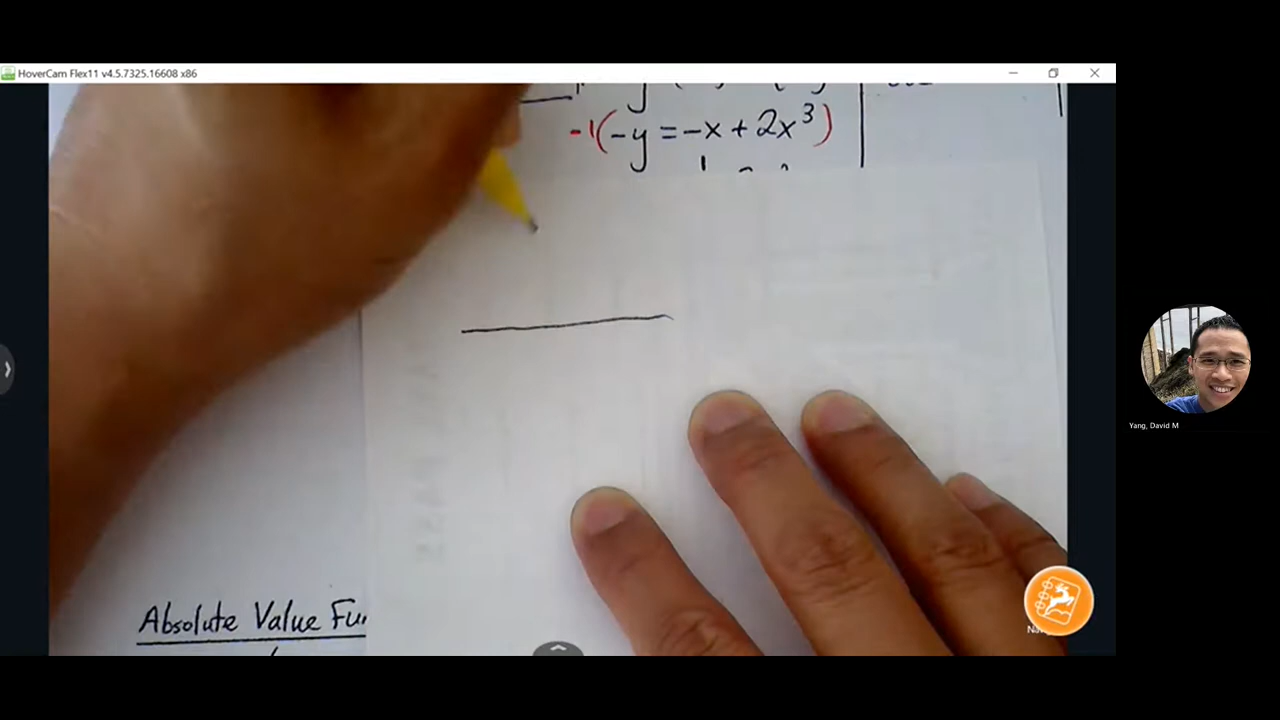 HoverCam Flex11 v4.5.7325.16608 x86
-1(-y = -x + 2x³)
Absolute Value Fu
Yang, David M